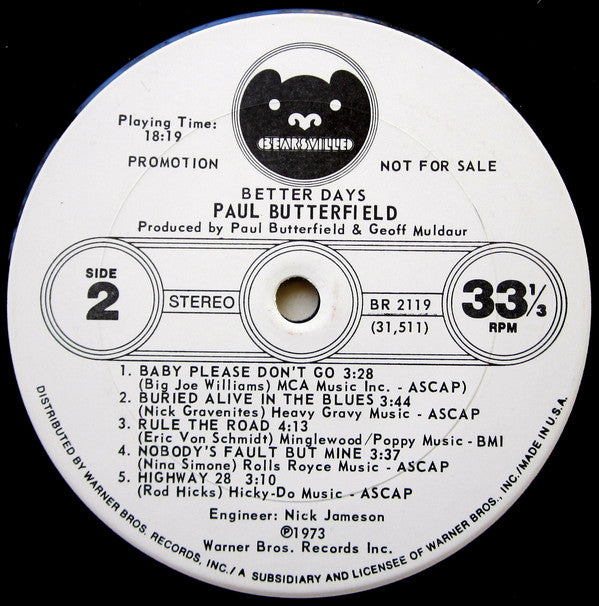 BEARSVILLE
Playing Time:
18:19
PROMOTION
NOT FOR SALE
BETTER DAYS
PAUL BUTTERFIELD
Produced by Paul Butterfield & Geoff Muldaur
SIDE
2
STEREO
BR 2119
(31,511)
33 1/3
RPM
1. BABY PLEASE DON'T GO 3:28
(Big Joe Williams) MCA Music Inc. - ASCAP)
2. BURIED ALIVE IN THE BLUES 3:44
(Nick Gravenites) Heavy Gravy Music - ASCAP
3. RULE THE ROAD 4:13
(Eric Von Schmidt) Minglewood/Poppy Music - BMI
4. NOBODY'S FAULT BUT MINE 3:37
(Nina Simone) Rolls Royce Music - ASCAP
5. HIGHWAY 28 3:10
(Rod Hicks) Hicky-Do Music - ASCAP
Engineer: Nick Jameson
℗1973
Warner Bros. Records Inc.
DISTRIBUTED BY WARNER BROS. RECORDS, INC./A SUBSIDIARY AND LICENSEE OF WARNER BROS., INC./MADE IN U.S.A.